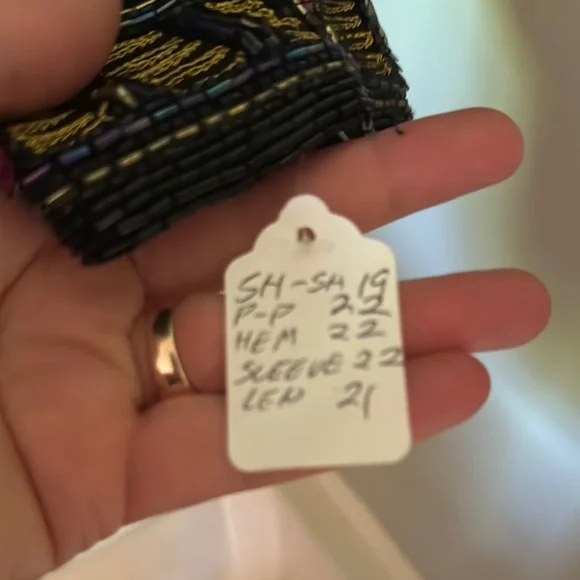 SH-SH 19
P-P 22
HEM 22
SLEEVE 22
LEN 21